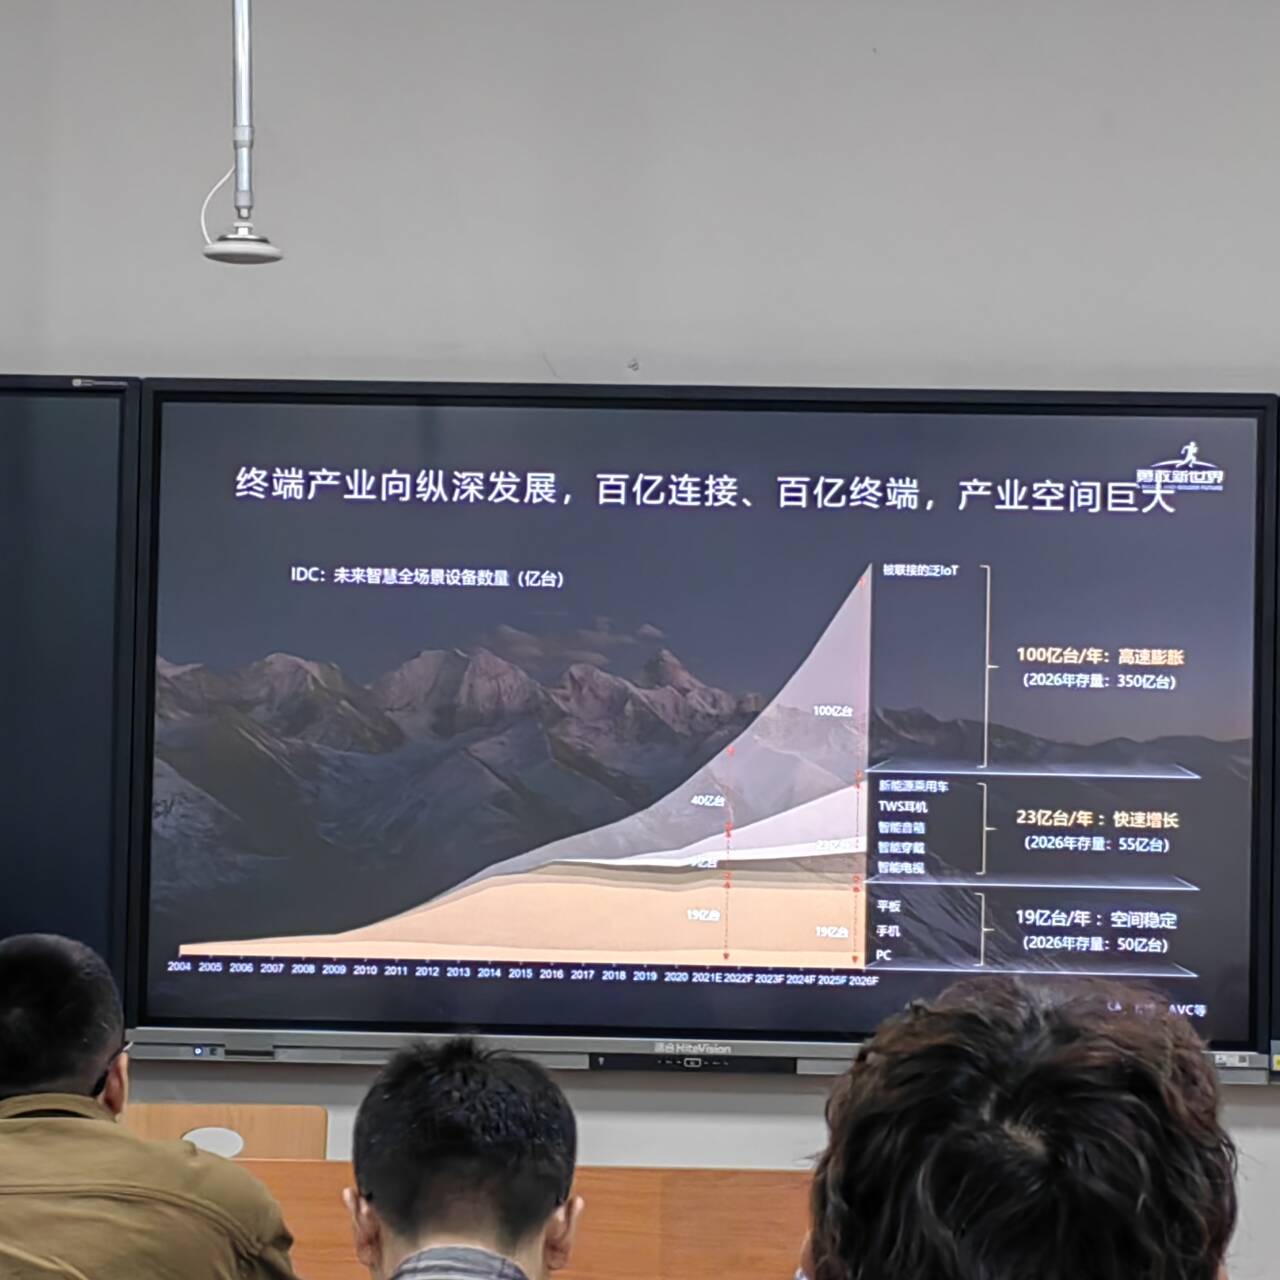 终端产业向纵深发展，百亿连接、百亿终端，产业空间巨大
勇敢新世界
IDC：未来智慧全场景设备数量（亿台）
被联接的泛IoT
100亿台/年：高速膨胀
（2026年存量：350亿台）
100亿台
40亿台
新能源乘用车
TWS耳机
智能音箱
智能穿戴
智能电视
23亿台/年：快速增长
（2026年存量：55亿台）
23亿台
19亿台
19亿台
平板
手机
PC
19亿台/年：空间稳定
（2026年存量：50亿台）
2004 2005 2006 2007 2008 2009 2010 2011 2012 2013 2014 2015 2016 2017 2018 2019 2020 2021E 2022F 2023F 2024F 2025F 2026F
AVC等
HiteVision